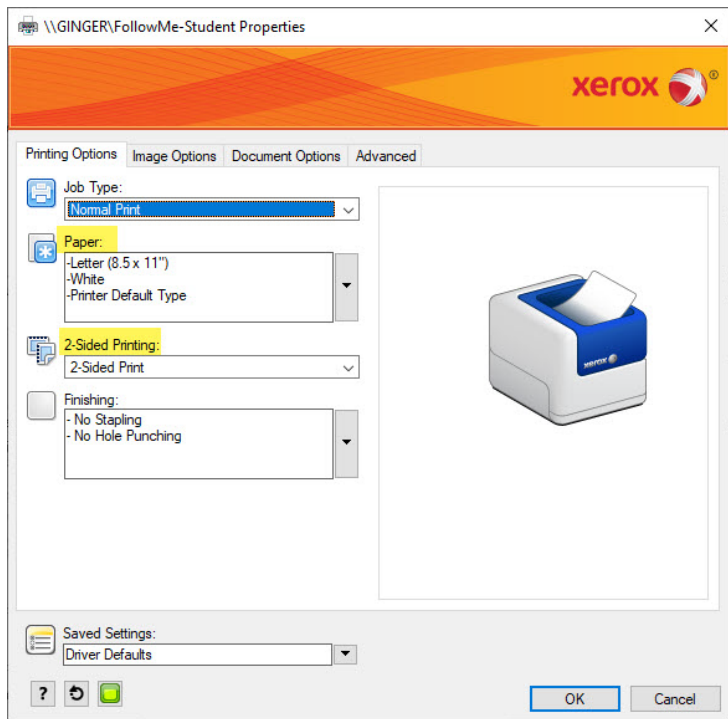 \\GINGER\FollowMe-Student Properties
xerox ®
Printing Options Image Options Document Options Advanced
Job Type:
Normal Print
Paper:
-Letter (8.5 x 11")
-White
-Printer Default Type
2-Sided Printing:
2-Sided Print
Finishing:
- No Stapling
- No Hole Punching
xerox
Saved Settings:
Driver Defaults
?
OK Cancel